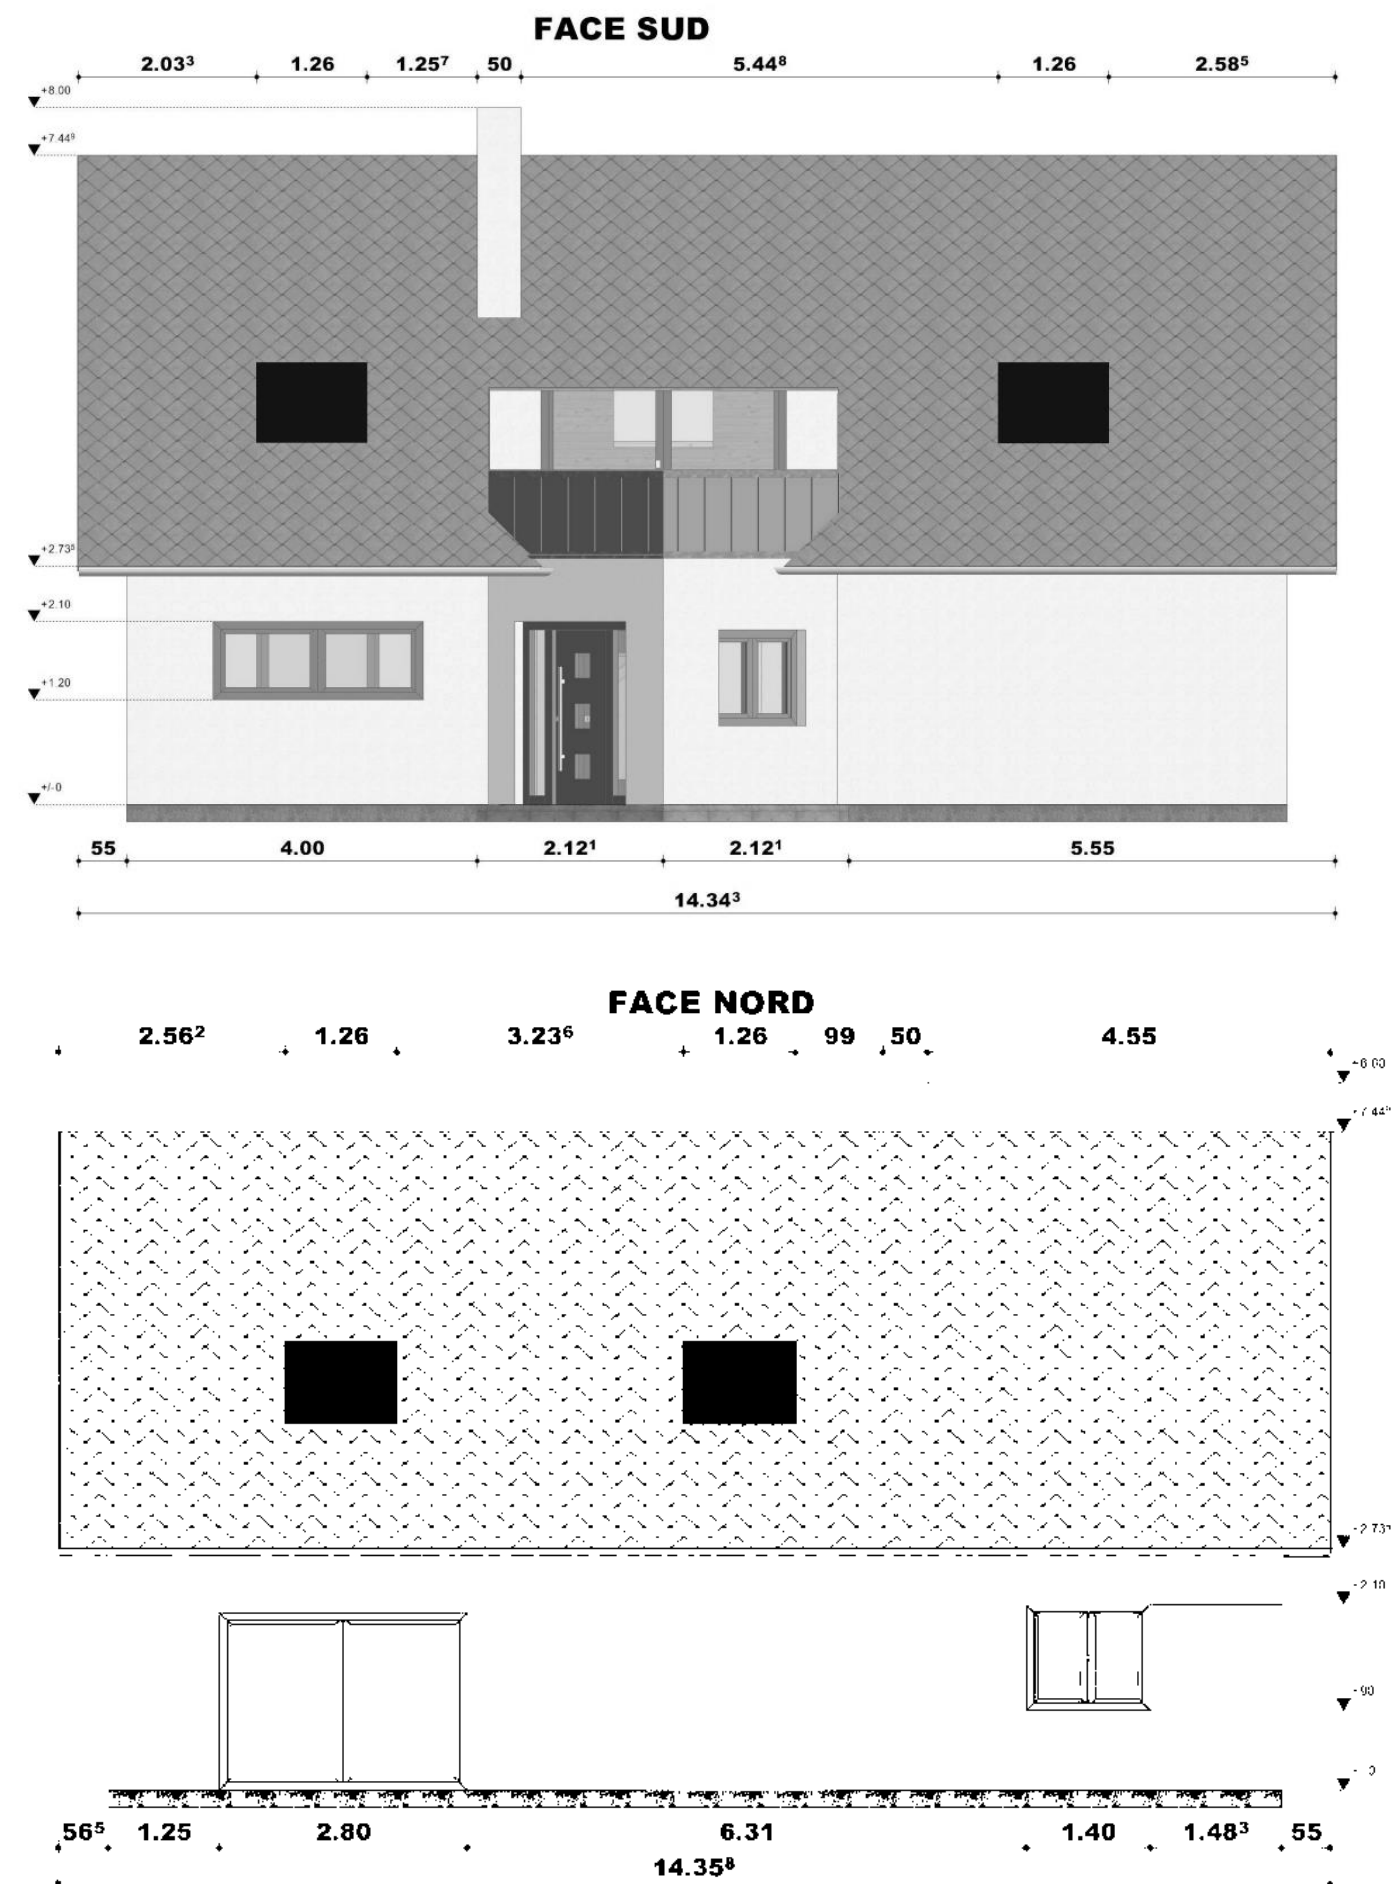 FACE SUD
2.03³ 1.26 1.25⁷ 50 5.44⁸ 1.26 2.58⁵
+8.00
+7.44⁹
+2.73⁵
+2.10
+1.20
+/-0
55 4.00 2.12¹ 2.12¹ 5.55
14.34³
FACE NORD
2.56² 1.26 3.23⁶ 1.26 99 50 4.55
56⁵ 1.25 2.80 6.31 1.40 1.48³ 55
14.35⁸